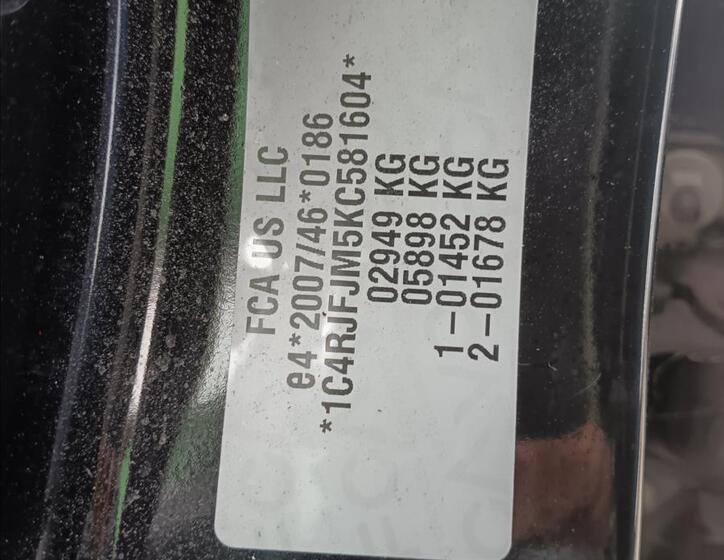 FCA US LLC
e4*2007/46*0186
*1C4RJFJM5KC581604*
02949 KG
05898 KG
1-01452 KG
2-01678 KG